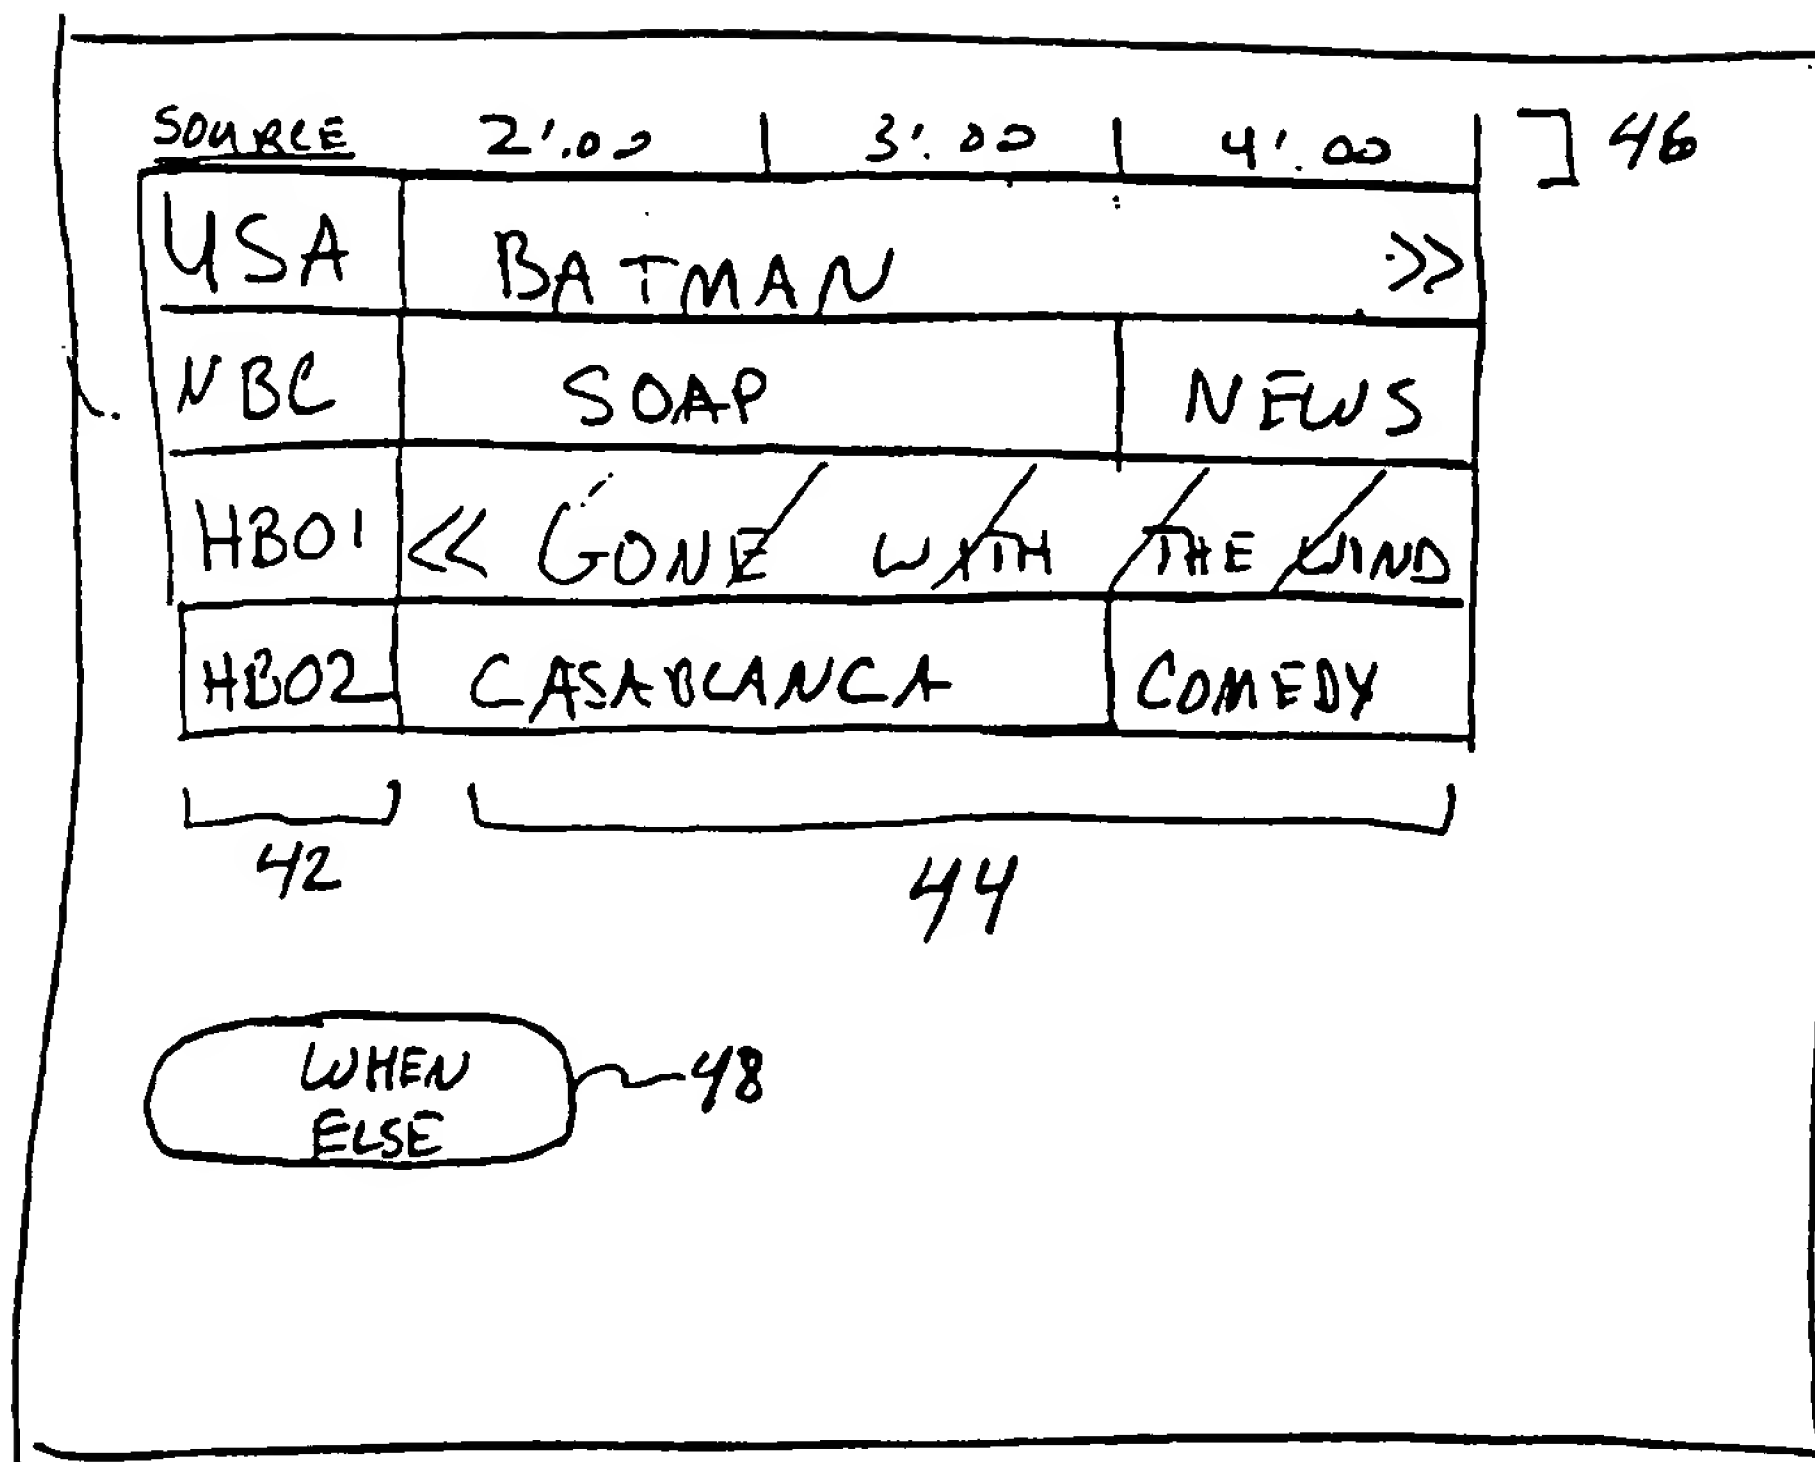 SOURCE 2:00 | 3:00 | 4:00 46
USA BATMAN >>
NBC SOAP NEWS
HBO1 << GONE WITH THE WIND
HBO2 CASABLANCA COMEDY
42 44
WHEN 48
ELSE